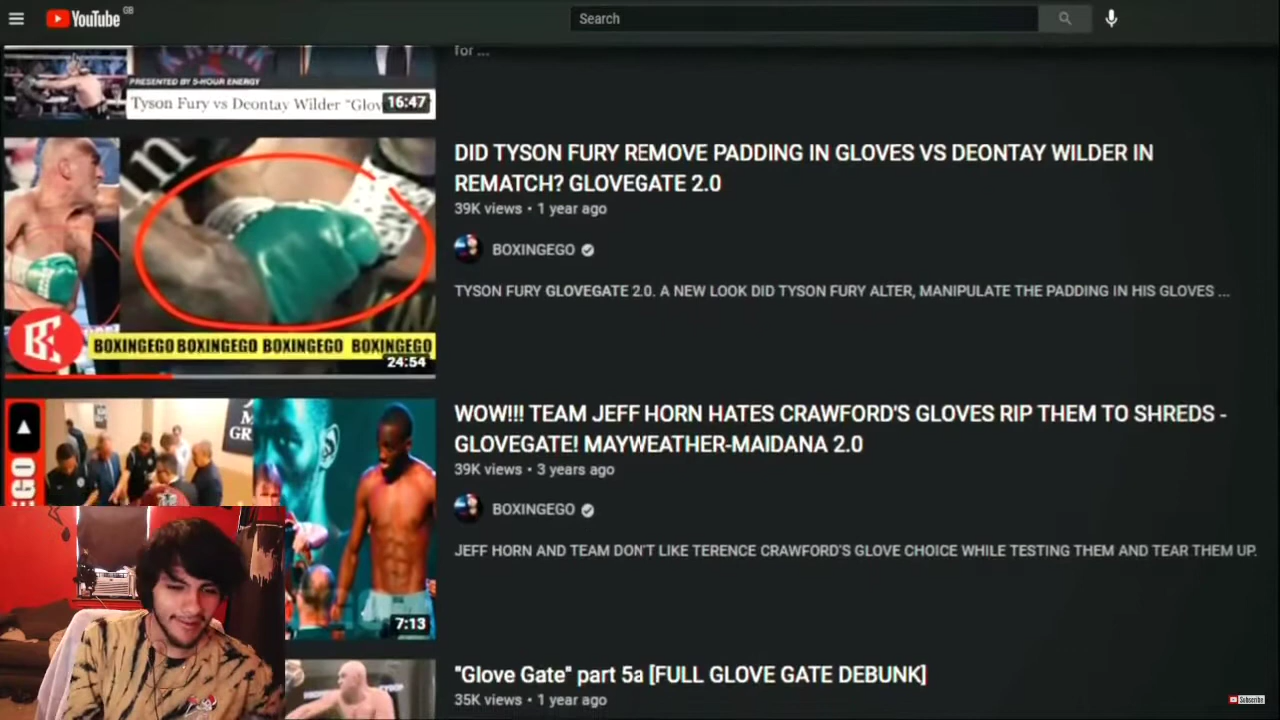 YouTube GB
Search
for ...
PRESENTED BY 5-HOUR ENERGY
Tyson Fury vs Deontay Wilder "Glov
16:47
DID TYSON FURY REMOVE PADDING IN GLOVES VS DEONTAY WILDER IN
REMATCH? GLOVEGATE 2.0
39K views • 1 year ago
BOXINGEGO
TYSON FURY GLOVEGATE 2.0. A NEW LOOK DID TYSON FURY ALTER, MANIPULATE THE PADDING IN HIS GLOVES ...
BE
BOXINGEGO BOXINGEGO BOXINGEGO BOXINGEGO
24:54
WOW!!! TEAM JEFF HORN HATES CRAWFORD'S GLOVES RIP THEM TO SHREDS -
GLOVEGATE! MAYWEATHER-MAIDANA 2.0
39K views • 3 years ago
BOXINGEGO
JEFF HORN AND TEAM DON'T LIKE TERENCE CRAWFORD'S GLOVE CHOICE WHILE TESTING THEM AND TEAR THEM UP.
7:13
"Glove Gate" part 5a [FULL GLOVE GATE DEBUNK]
35K views • 1 year ago
Subscribe